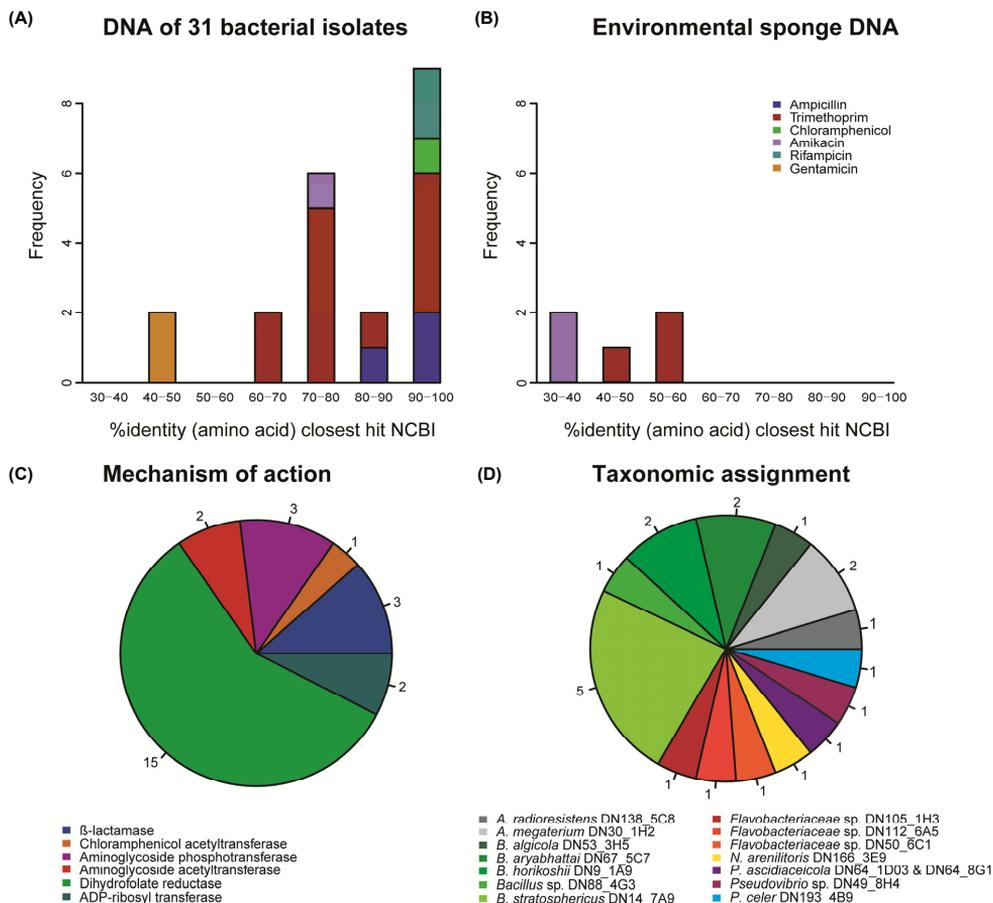 (A)
DNA of 31 bacterial isolates
Frequency
8
6
4
2
0
30-40 40-50 50-60 60-70 70-80 80-90 90-100
%identity (amino acid) closest hit NCBI
(B)
Environmental sponge DNA
Frequency
8
6
4
2
0
Ampicillin
Trimethoprim
Chloramphenicol
Amikacin
Rifampicin
Gentamicin
30-40 40-50 50-60 60-70 70-80 80-90 90-100
%identity (amino acid) closest hit NCBI
(C)
Mechanism of action
2
3
1
3
2
15
ß-lactamase
Chloramphenicol acetyltransferase
Aminoglycoside phosphotransferase
Aminoglycoside acetyltransferase
Dihydrofolate reductase
ADP-ribosyl transferase
(D)
Taxonomic assignment
2
1
2
1
1
1
1
1
1
1
1
5
1
2
A. radioresistens DN138_5C8
A. megaterium DN30_1H2
B. algicola DN53_3H5
B. aryabhattai DN67_5C7
B. horikoshii DN9_1A9
Bacillus sp. DN88_4G3
B. stratosphericus DN14_7A9
Flavobacteriaceae sp. DN105_1H3
Flavobacteriaceae sp. DN112_6A5
Flavobacteriaceae sp. DN50_6C1
N. arenilitoris DN166_3E9
P. ascidiaceicola DN64_1D03 & DN64_8G1
Pseudovibrio sp. DN49_8H4
P. celer DN193_4B9